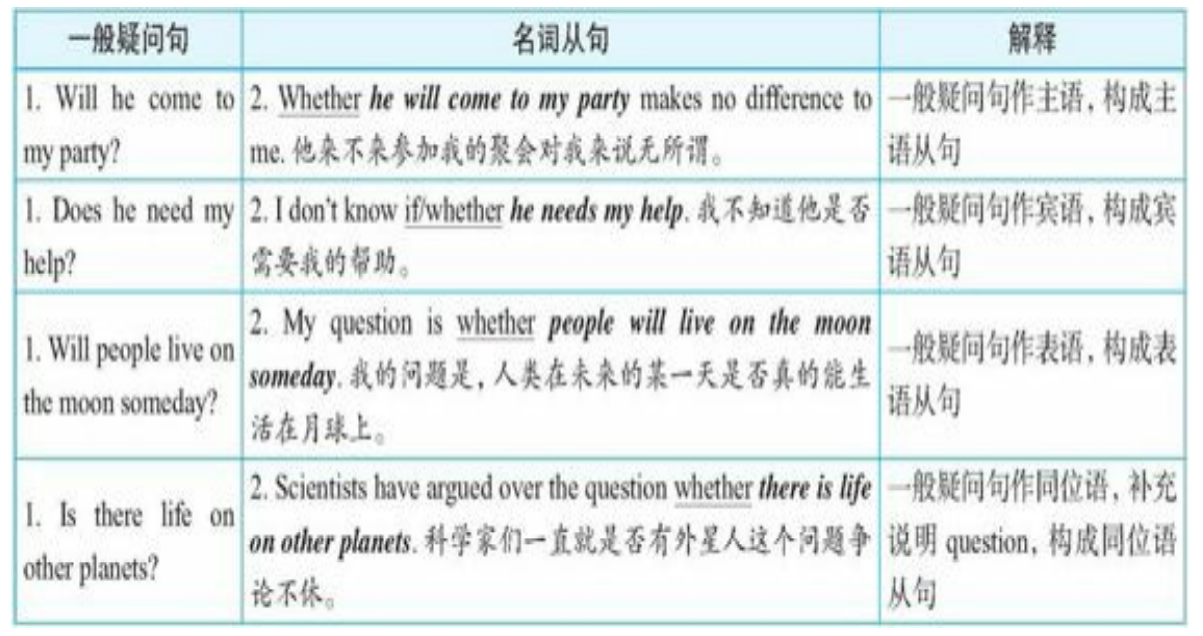 一般疑问句 名词从句 解释
1. Will he come to
my party?
2. Whether he will come to my party makes no difference to
me. 他来不来参加我的聚会对我来说无所谓。
一般疑问句作主语，构成主
语从句
1. Does he need my
help?
2. I don't know if/whether he needs my help. 我不知道他是否
需要我的帮助。
一般疑问句作宾语，构成宾
语从句
1. Will people live on
the moon someday?
2. My question is whether people will live on the moon
someday. 我的问题是，人类在未来的某一天是否真的能生
活在月球上。
一般疑问句作表语，构成表
语从句
1. Is there life on
other planets?
2. Scientists have argued over the question whether there is life
on other planets. 科学家们一直就是否有外星人这个问题争
论不休。
一般疑问句作同位语，补充
说明 question，构成同位语
从句